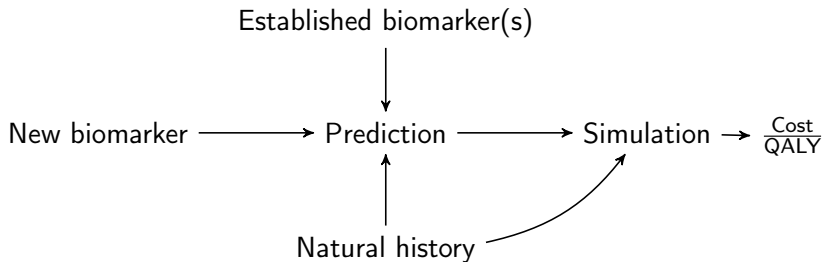 Established biomarker(s)
New biomarker
Prediction
Simulation
Cost
QALY
Natural history